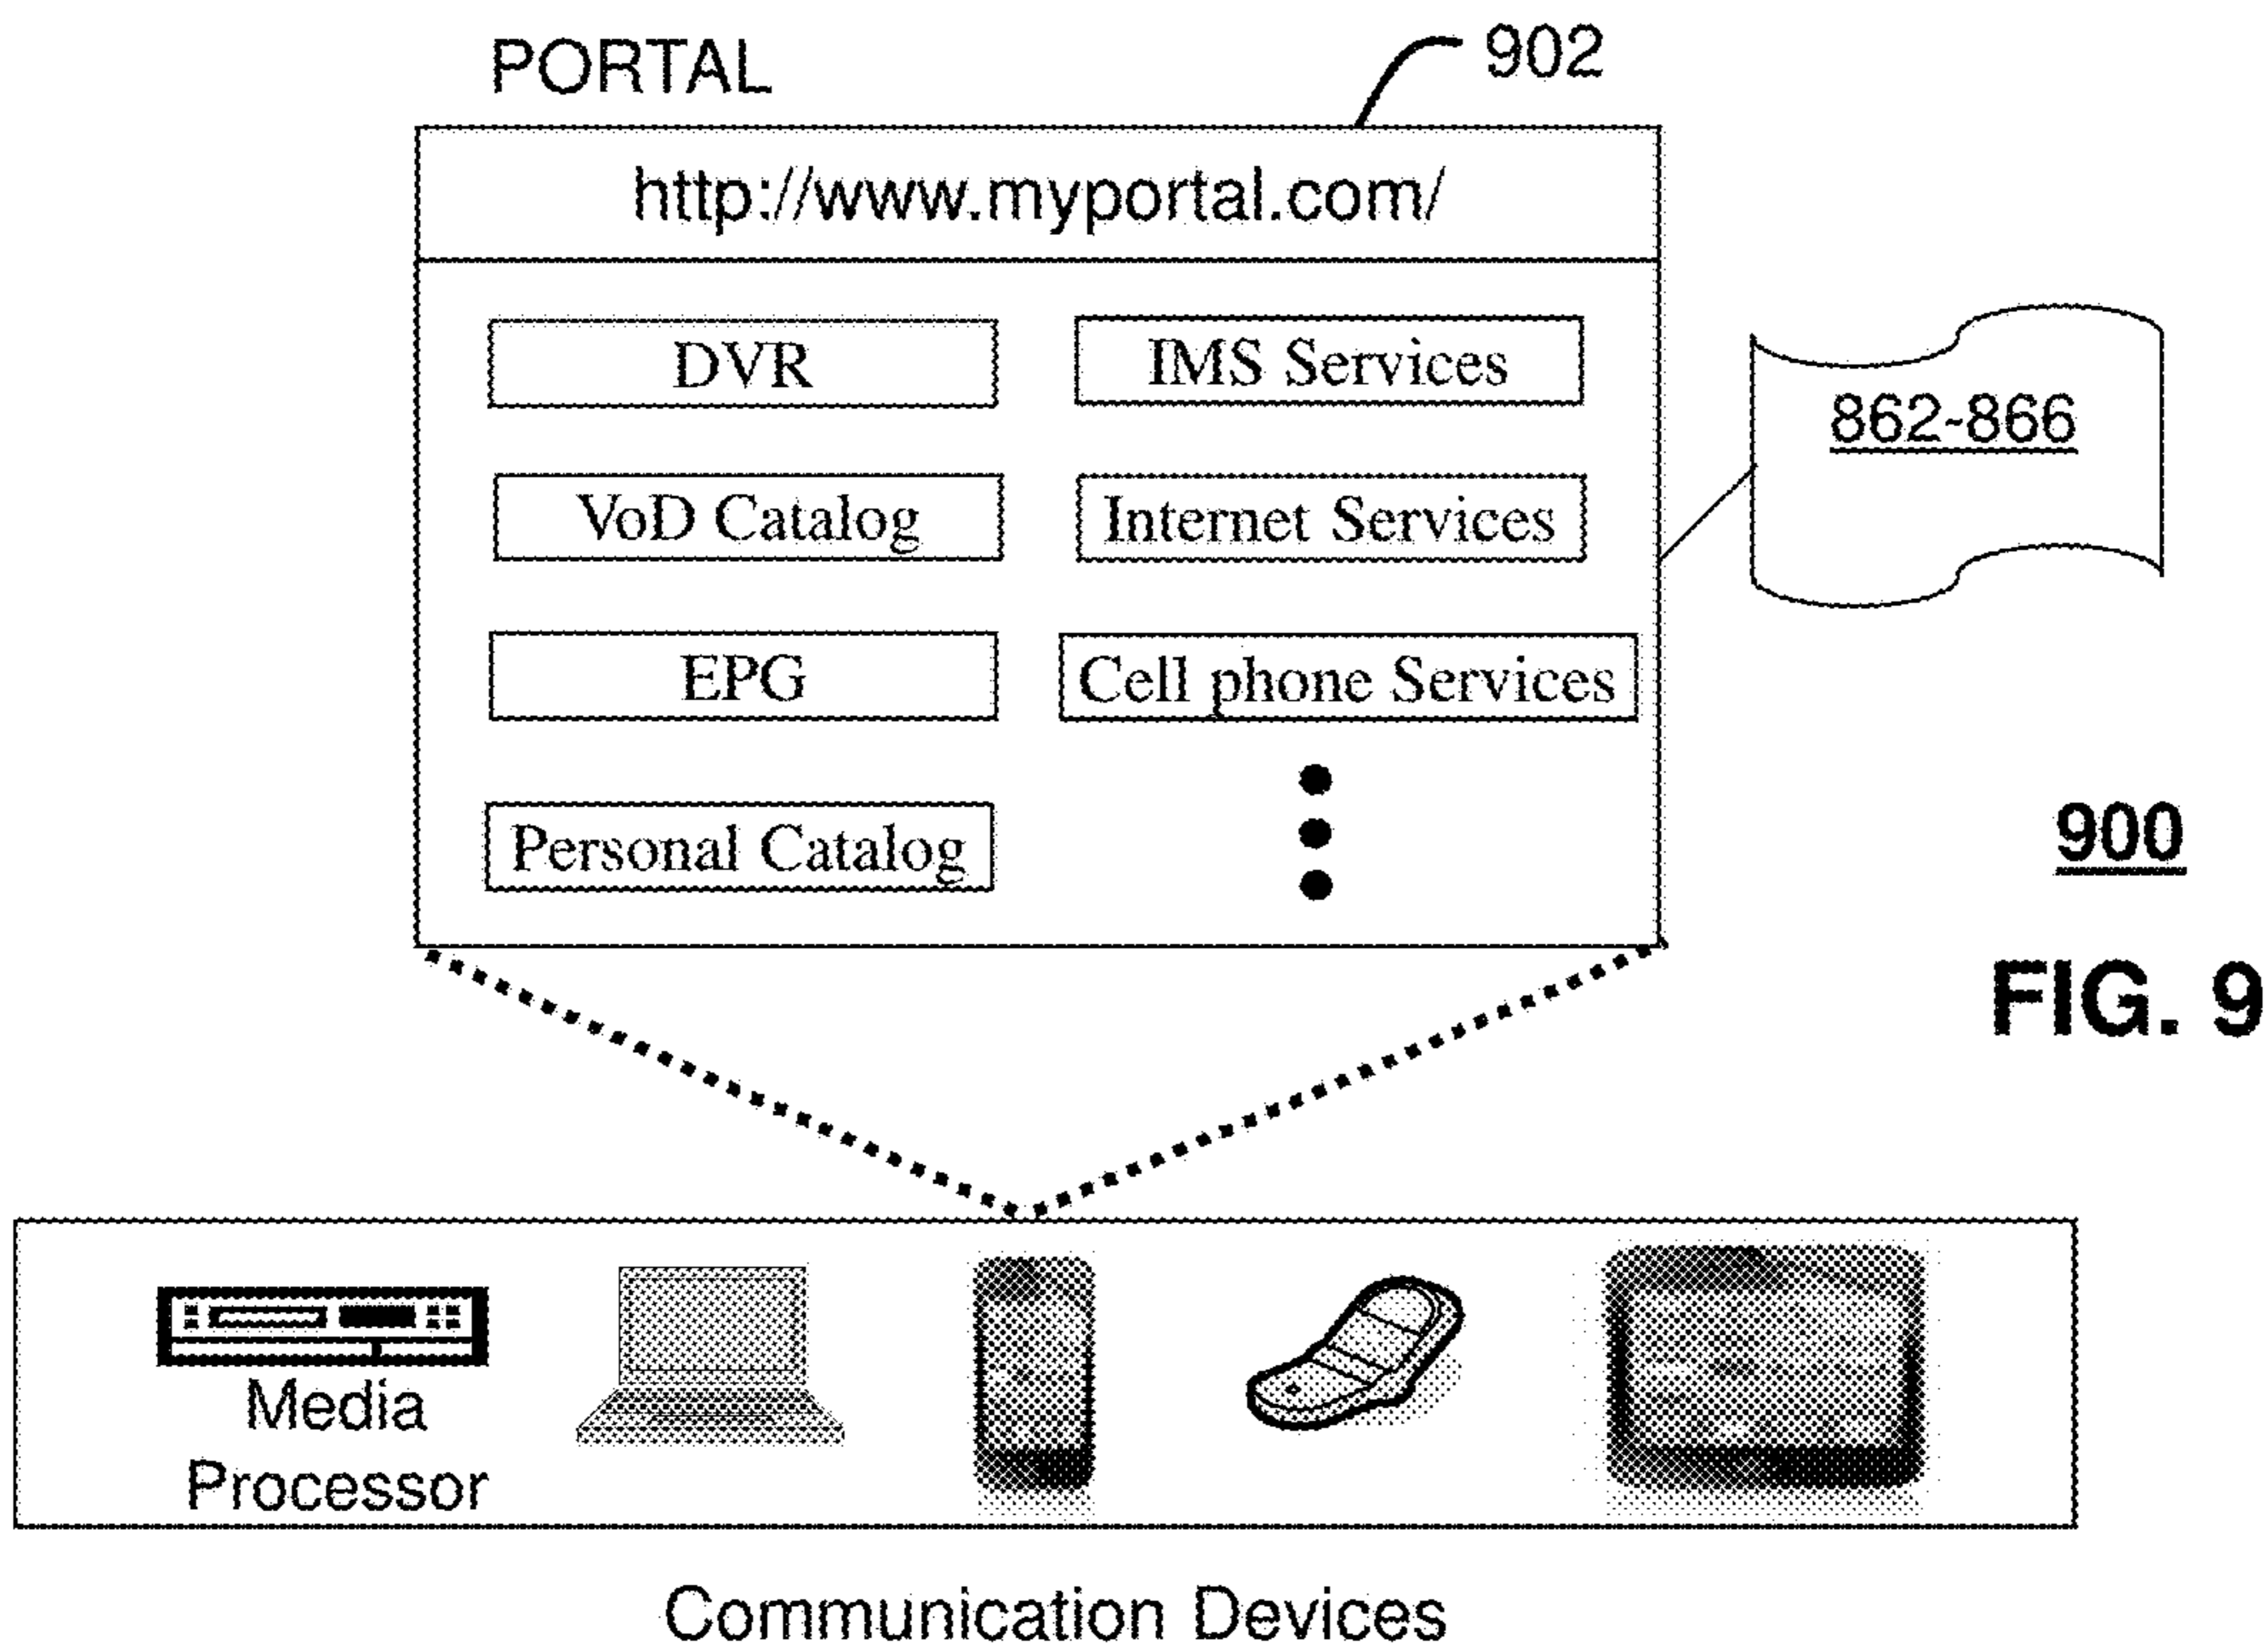 PORTAL
902
http://www.myportal.com/
DVR
IMS Services
862-866
VoD Catalog
Internet Services
EPG
Cell phone Services
Personal Catalog
900
FIG. 9
Media
Processor
Communication Devices